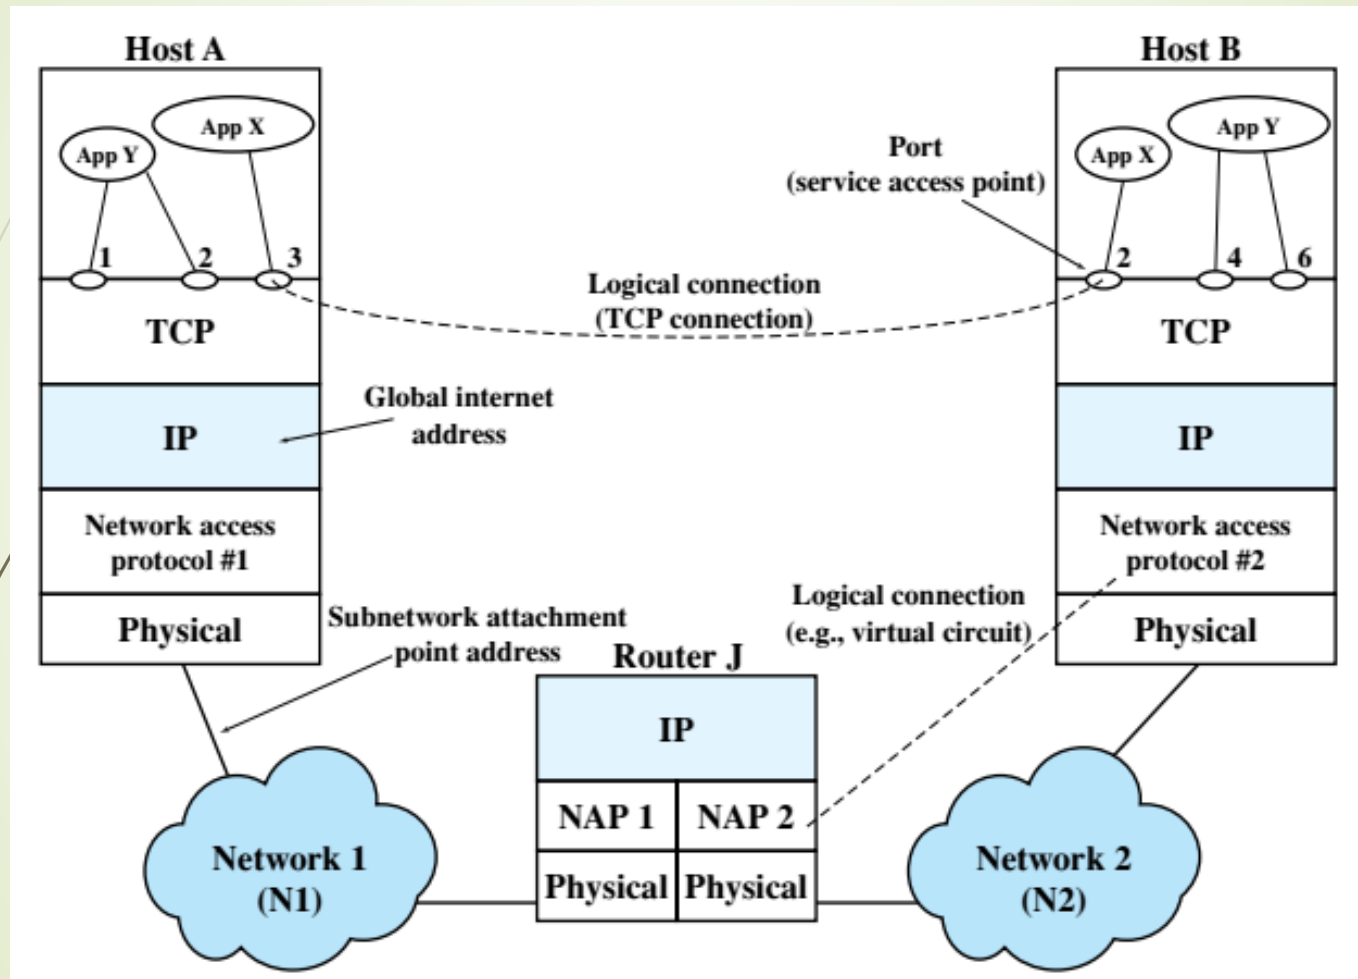 Host A
App Y
App X
1
2
3
TCP
IP
Network access
protocol #1
Physical
Host B
App X
App Y
2
4
6
TCP
IP
Network access
protocol #2
Physical
Port
(service access point)
Logical connection
(TCP connection)
Global internet
address
Subnetwork attachment
point address
Logical connection
(e.g., virtual circuit)
Router J
IP
NAP 1
NAP 2
Physical
Physical
Network 1
(N1)
Network 2
(N2)